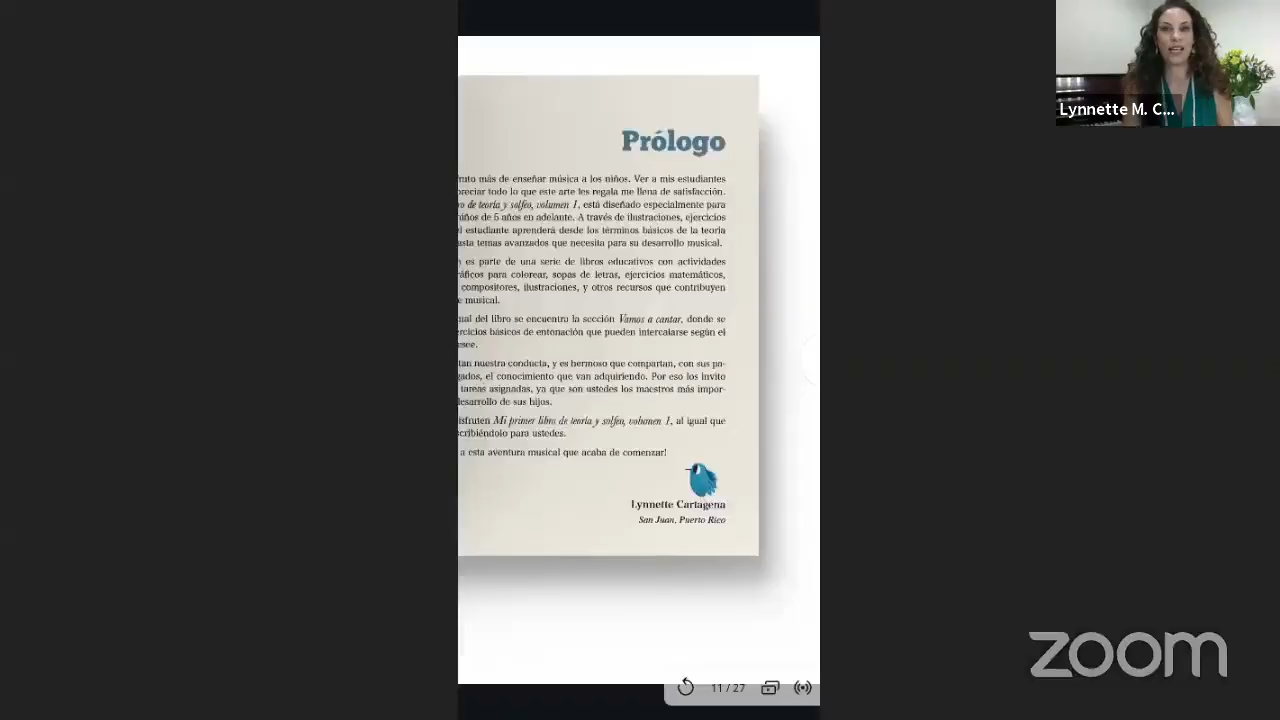 Lynnette M. C...
Prólogo
más de enseñar música a los niños. Ver a mis estudiantes
preciar todo lo que este arte les regala me llena de satisfacción.
ro de teoría y solfeo, volumen 1, está diseñado especialmente para
niños de 5 años en adelante. A través de ilustraciones, ejercicios
el estudiante aprenderá desde los términos básicos de la teoría
asta temas avanzados que necesita para su desarrollo musical.
es parte de una serie de libros educativos con actividades
ráficos para colorear, sopas de letras, ejercicios matemáticos,
compositores, ilustraciones, y otros recursos que contribuyen
e musical.
del libro se encuentra la sección Vamos a cantar, donde se
ercicios básicos de entonación que pueden intercalarse según el
esee.
tan nuestra conducta, y es hermoso que compartan, con sus pa-
gados, el conocimiento que van adquiriendo. Por eso los invito
tareas asignadas, ya que son ustedes los maestros más impor-
desarrollo de sus hijos.
isfruten Mi primer libro de teoría y solfeo, volumen 1, al igual que
scribiéndolo para ustedes.
a esta aventura musical que acaba de comenzar!
Lynnette Cartagena
San Juan, Puerto Rico
zoom
11 / 27